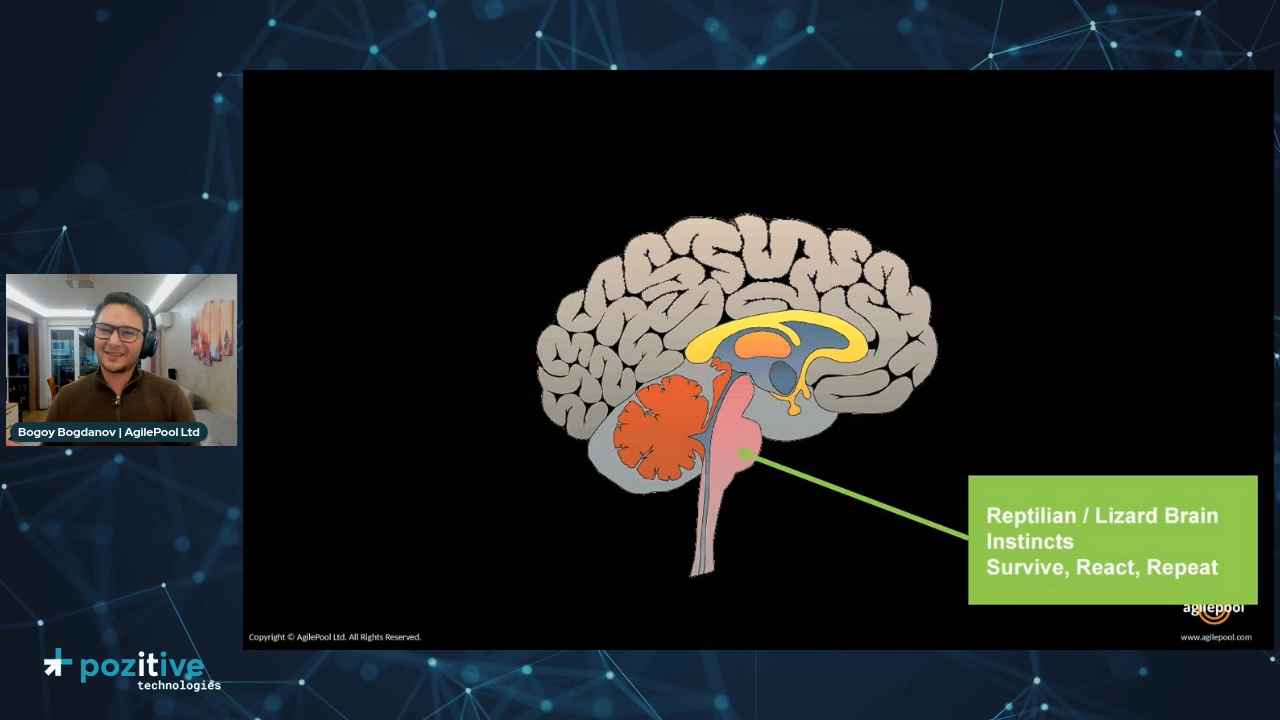 Bogoy Bogdanov | AgilePool Ltd
Reptilian / Lizard Brain
Instincts
Survive, React, Repeat
agilepool
Copyright © AgilePool Ltd. All Rights Reserved.
www.agilepool.com
pozitive
technologies